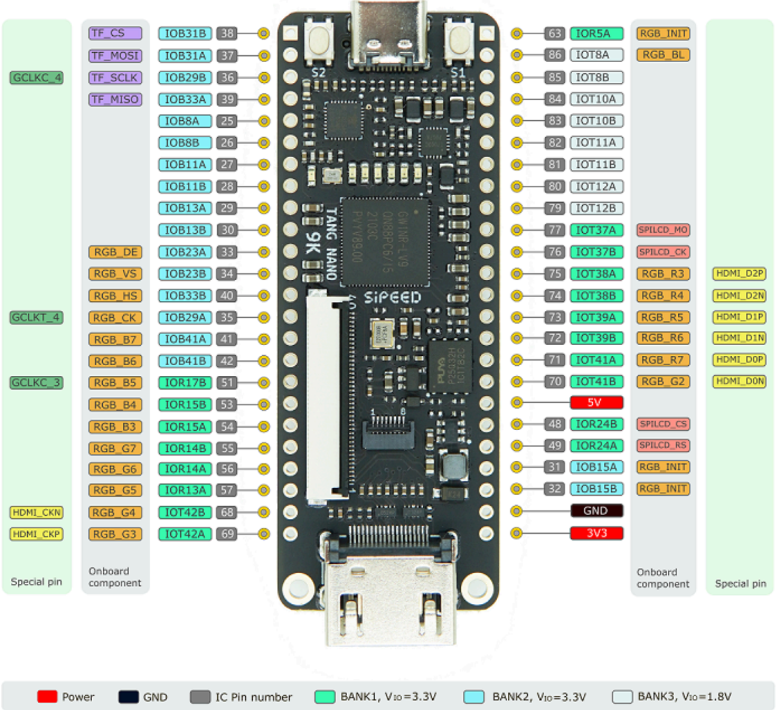 TF_CS IOB31B 38 63 IOR5A RGB_INIT
TF_MOSI IOB31A 37 86 IOT8A RGB_BL
GCLKC_4 TF_SCLK IOB29B 36 S2 S1 85 IOT8B
TF_MISO IOB33A 39 84 IOT10A
IOB8A 25 83 IOT10B
IOB8B 26 82 IOT11A
IOB11A 27 81 IOT11B
IOB11B 28 80 IOT12A
IOB13A 29 79 IOT12B
IOB13B 30 77 IOT37A SPILCD_MO
RGB_DE IOB23A 33 76 IOT37B SPILCD_CK
TANG NANO
9K
RGB_VS IOB23B 34 75 IOT38A RGB_R3 HDMI_D2P
RGB_HS IOB33B 40 SiPEED 74 IOT38B RGB_R4 HDMI_D2N
GCLKT_4 RGB_CK IOB29A 35 73 IOT39A RGB_R5 HDMI_D1P
RGB_B7 IOB41A 41 72 IOT39B RGB_R6 HDMI_D1N
RGB_B6 IOB41B 42 71 IOT41A RGB_R7 HDMI_D0P
GCLKC_3 RGB_B5 IOR17B 51 70 IOT41B RGB_G2 HDMI_D0N
RGB_B4 IOR15B 53 5V
RGB_B3 IOR15A 54 1 8 48 IOR24B SPILCD_CS
RGB_G7 IOR14B 55 49 IOR24A SPILCD_RS
RGB_G6 IOR14A 56 31 IOB15A RGB_INIT
RGB_G5 IOR13A 57 32 IOB15B RGB_INIT
HDMI_CKN RGB_G4 IOT42B 68 GND
HDMI_CKP RGB_G3 IOT42A 69 3V3
Special pin Onboard component Onboard component Special pin
Power GND IC Pin number BANK1, VIO=3.3V BANK2, VIO=3.3V BANK3, VIO=1.8V